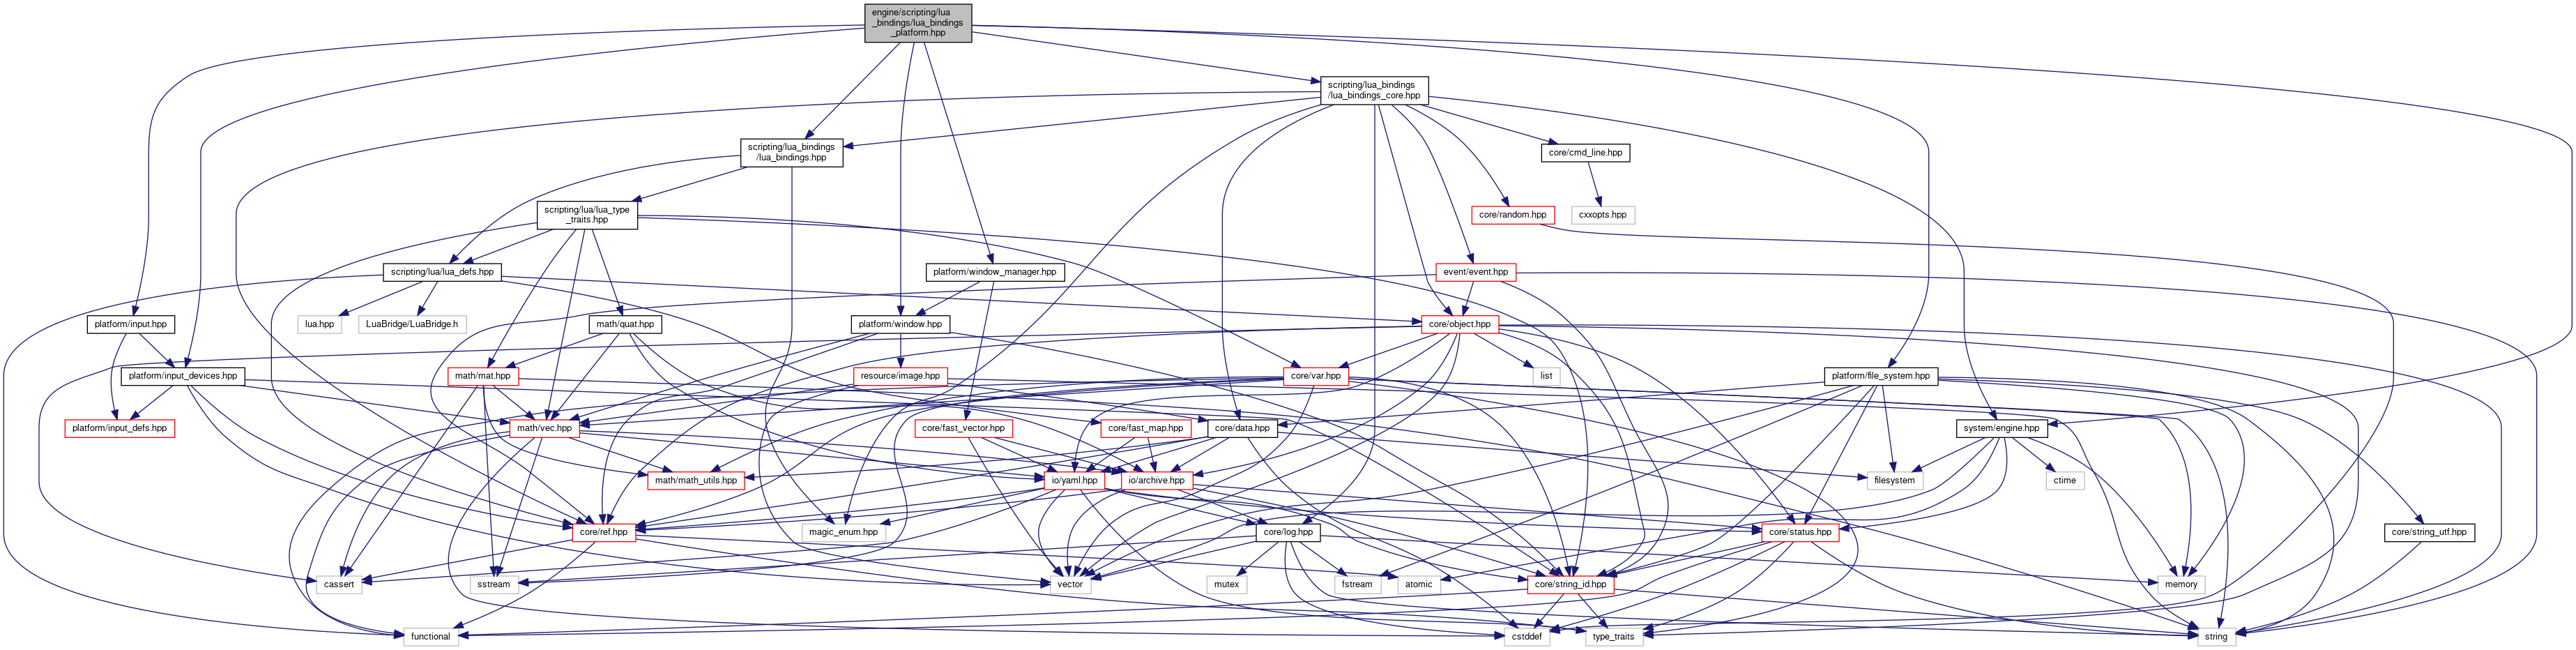 engine/scripting/lua
_bindings/lua_bindings
_platform.hpp
scripting/lua_bindings
/lua_bindings_core.hpp
scripting/lua_bindings
/lua_bindings.hpp
core/cmd_line.hpp
scripting/lua/lua_type
_traits.hpp
core/random.hpp
cxxopts.hpp
scripting/lua/lua_defs.hpp
platform/window_manager.hpp
event/event.hpp
platform/input.hpp
lua.hpp
LuaBridge/LuaBridge.h
math/quat.hpp
platform/window.hpp
core/object.hpp
platform/input_devices.hpp
math/mat.hpp
resource/image.hpp
core/var.hpp
list
platform/file_system.hpp
platform/input_defs.hpp
math/vec.hpp
core/fast_vector.hpp
core/fast_map.hpp
core/data.hpp
system/engine.hpp
math/math_utils.hpp
io/yaml.hpp
io/archive.hpp
filesystem
ctime
core/ref.hpp
magic_enum.hpp
core/log.hpp
core/status.hpp
core/string_utf.hpp
cassert
sstream
vector
mutex
fstream
atomic
core/string_id.hpp
memory
functional
cstddef
type_traits
string